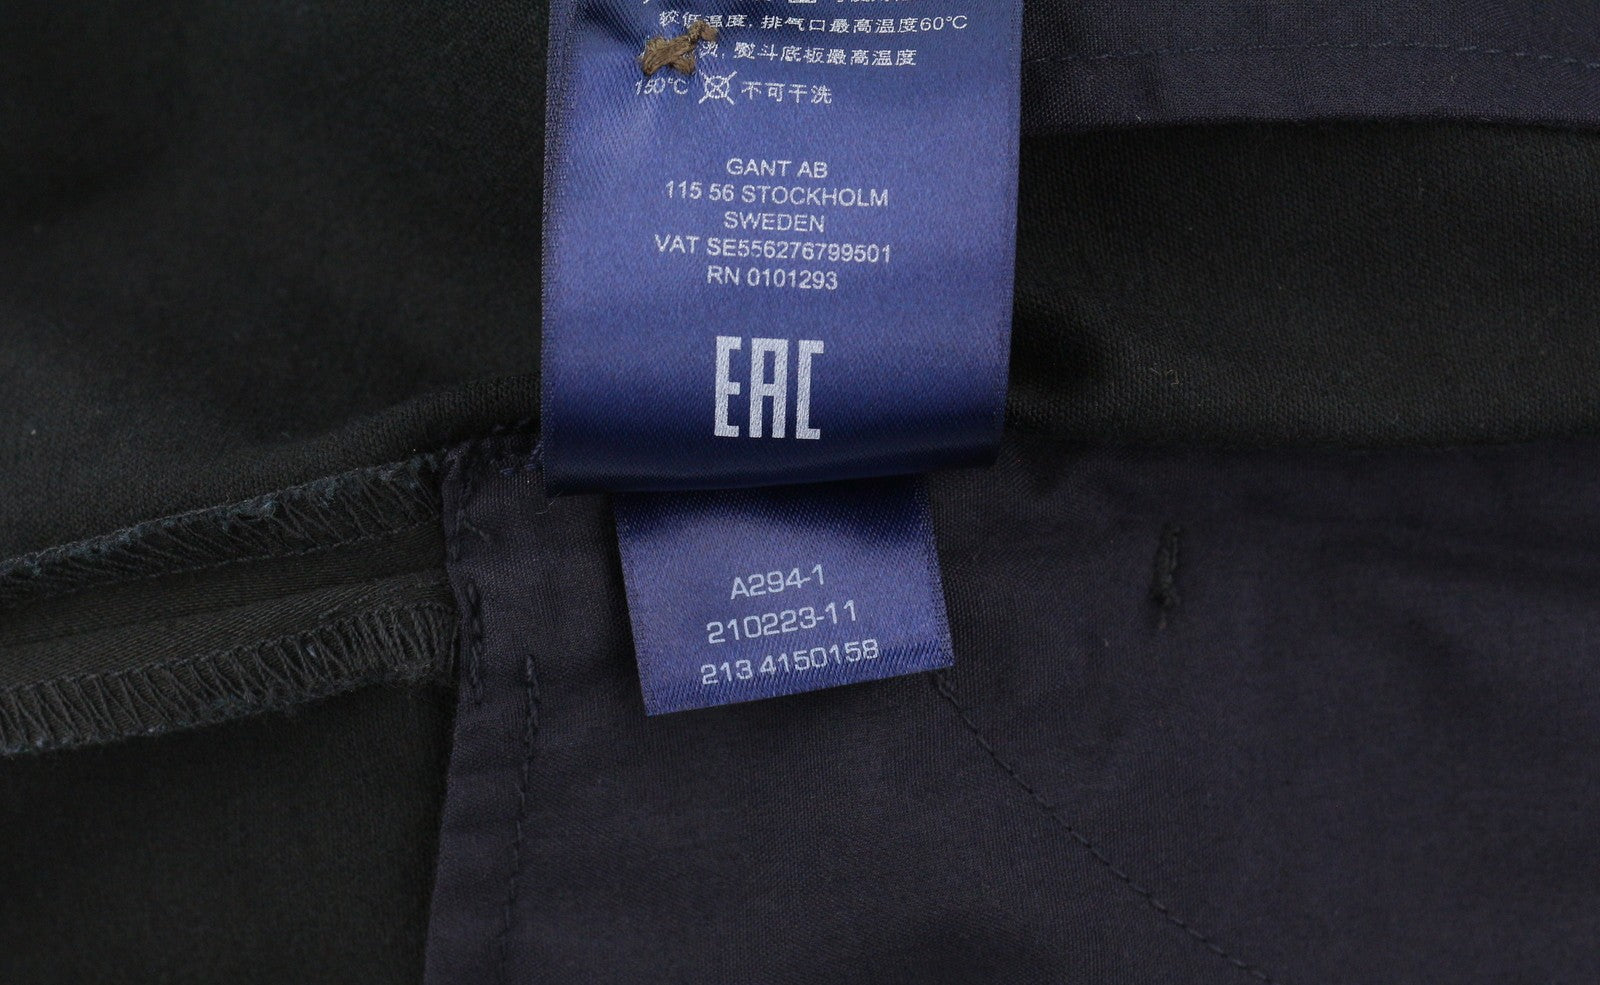 较低温度, 排气口最高温度60°C
烫, 熨斗底板最高温度
150°C 不可干洗
GANT AB
115 56 STOCKHOLM
SWEDEN
VAT SE556276799501
RN 0101293
EAC
A294-1
210223-11
213 4150158